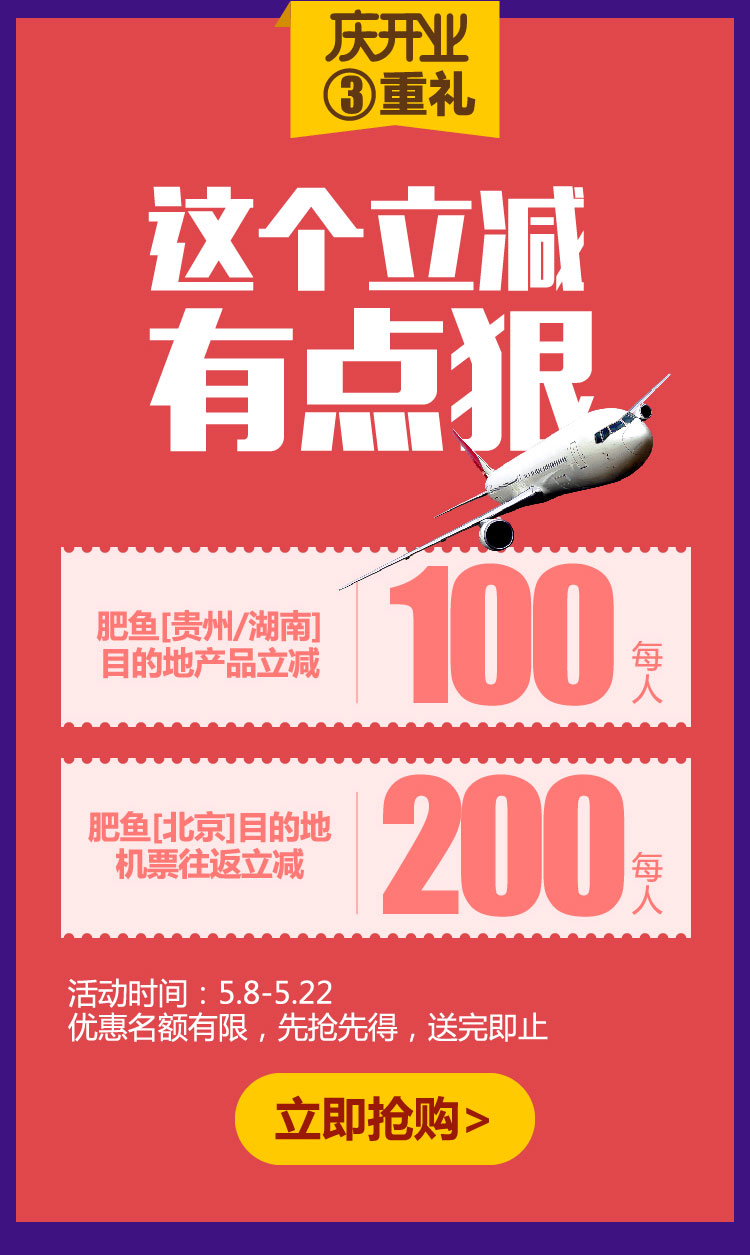 庆开业
③重礼
这个立减
有点狠
肥鱼[贵州/湖南]
目的地产品立减
100
每人
肥鱼[北京]目的地
机票往返立减
200
每人
活动时间：5.8-5.22
优惠名额有限，先抢先得，送完即止
立即抢购>